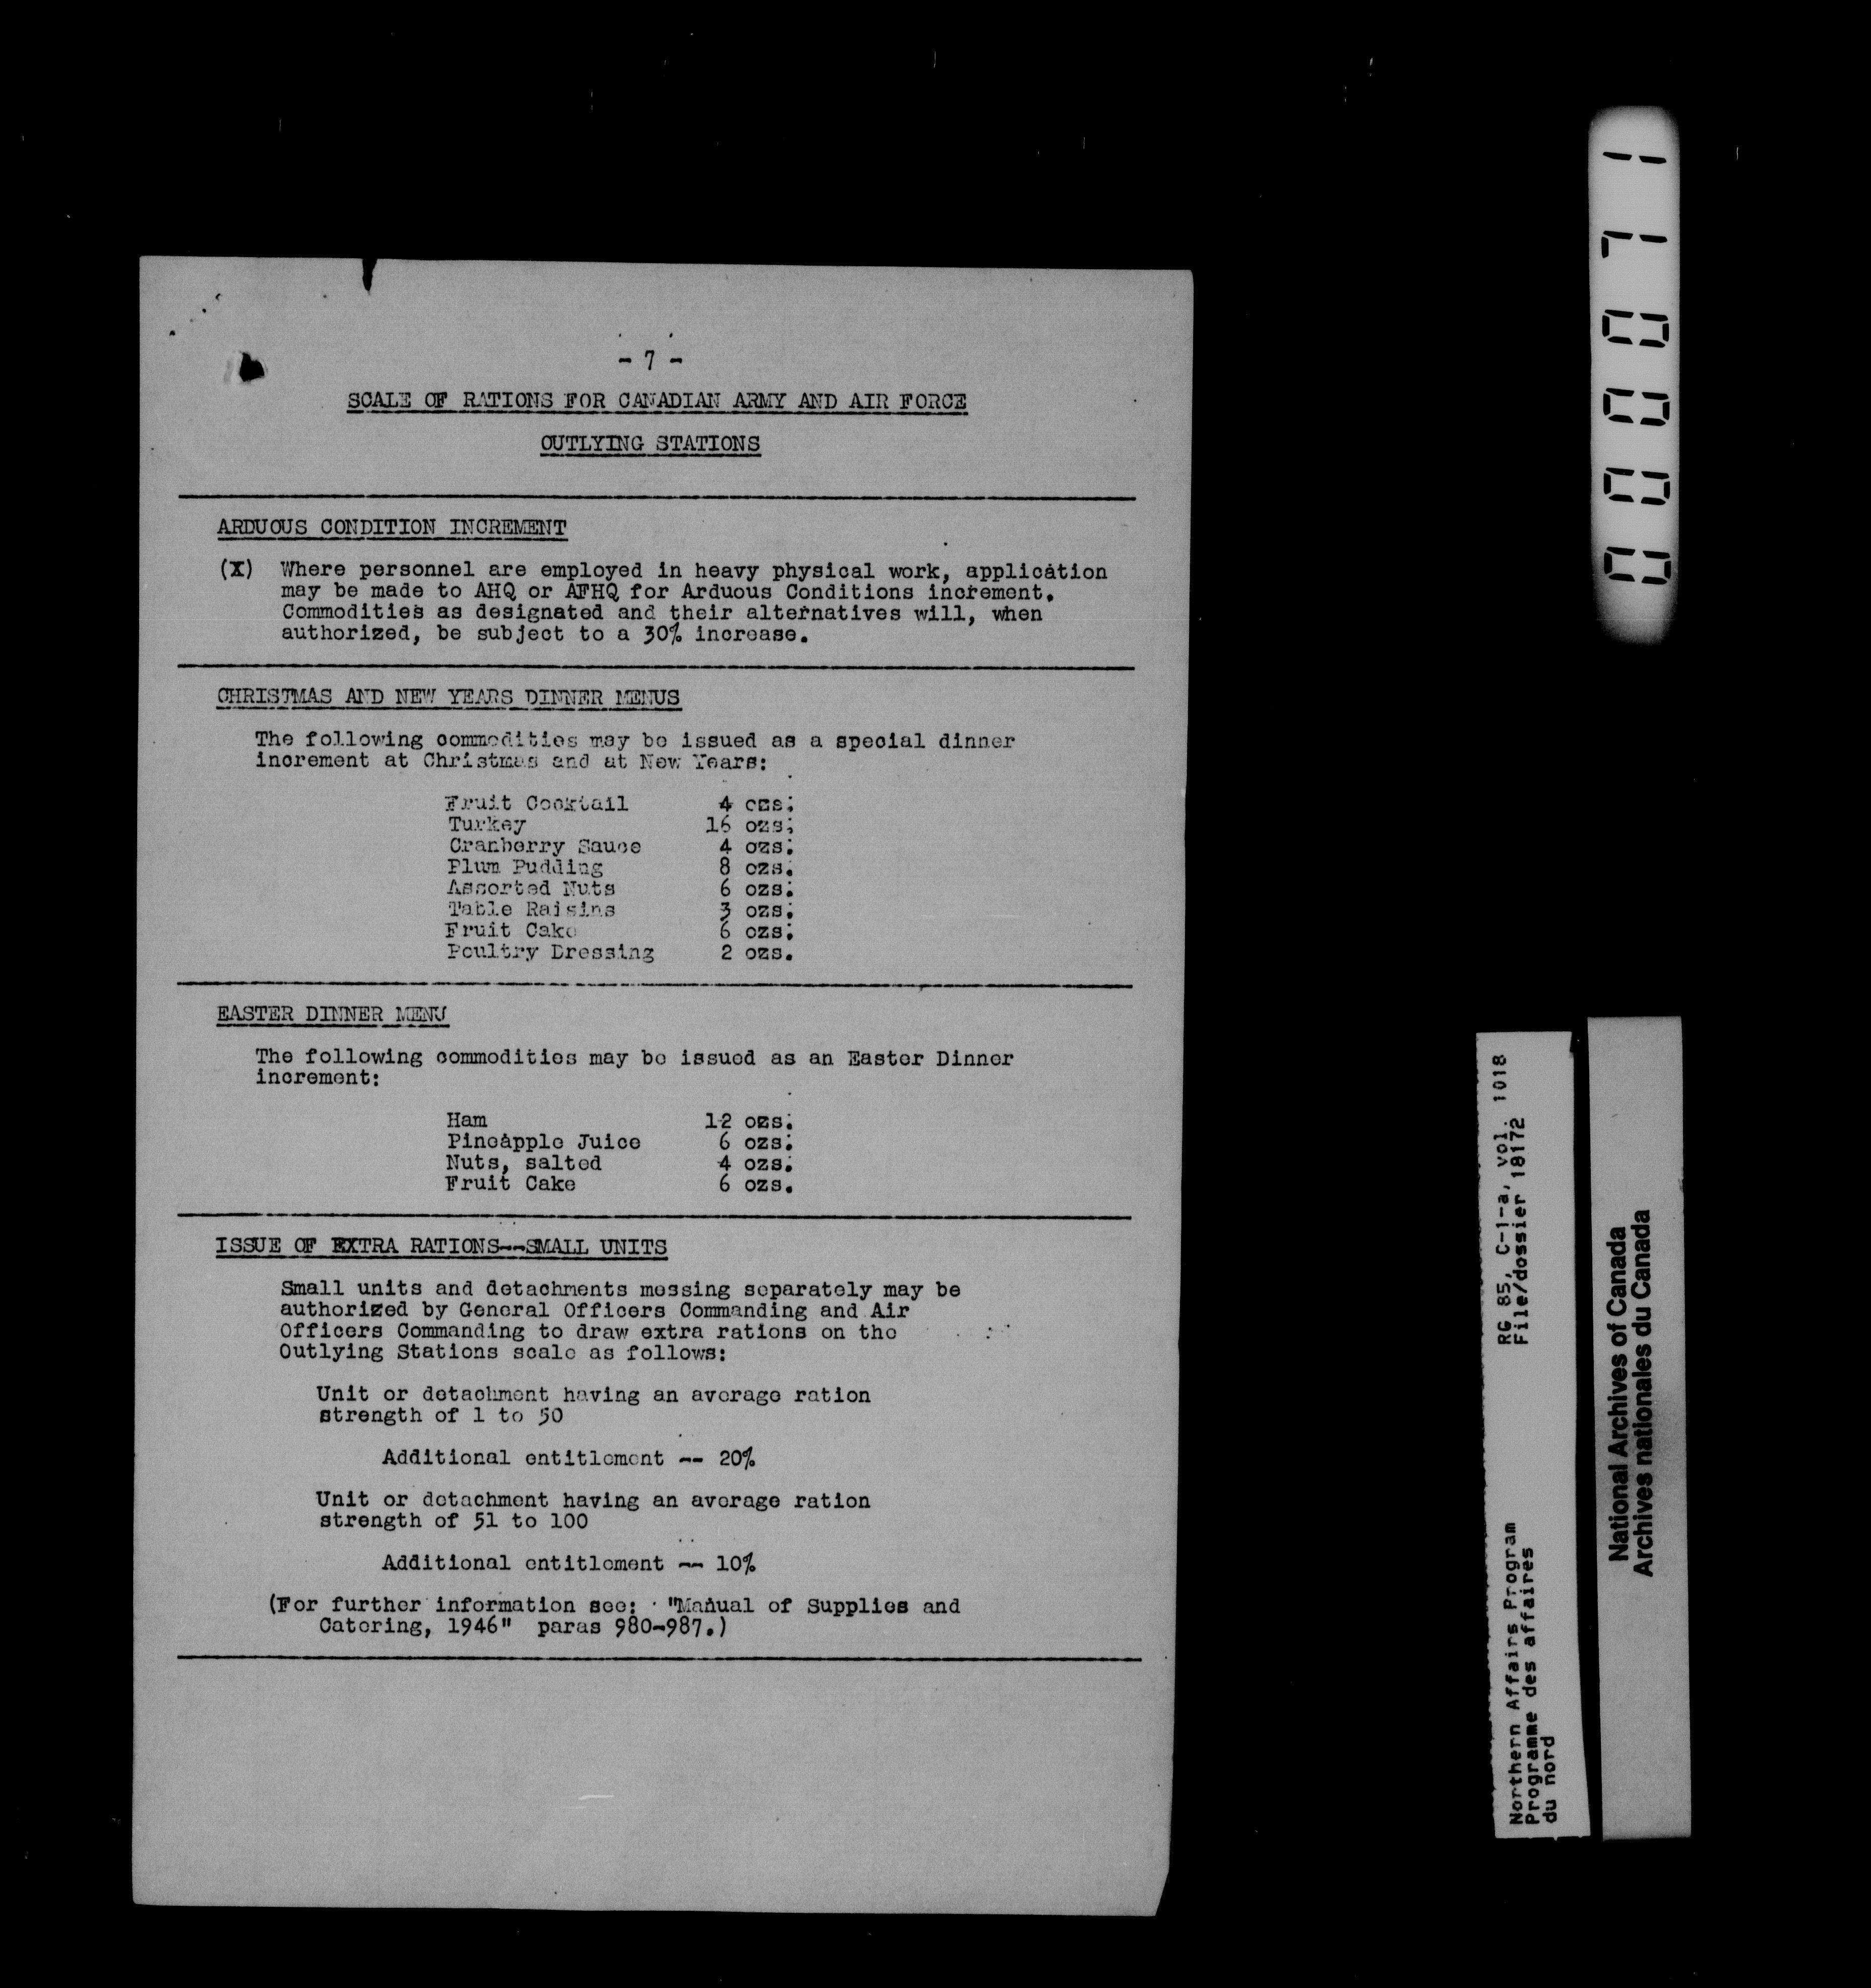 - 7 -
SCALE OF RATIONS FOR CANADIAN ARMY AND AIR FORCE
OUTLYING STATIONS
ARDUOUS CONDITION INCREMENT
(X) Where personnel are employed in heavy physical work, application
may be made to AHQ or AFHQ for Arduous Conditions increment.
Commodities as designated and their alternatives will, when
authorized, be subject to a 30% increase.
CHRISTMAS AND NEW YEARS DINNER MENUS
The following commodities may be issued as a special dinner
increment at Christmas and at New Years:
Fruit Cocktail 4 ozs.
Turkey 16 ozs.
Cranberry Sauce 4 ozs.
Plum Pudding 8 ozs.
Assorted Nuts 6 ozs.
Table Raisins 3 ozs.
Fruit Cake 6 ozs.
Poultry Dressing 2 ozs.
EASTER DINNER MENU
The following commodities may be issued as an Easter Dinner
increment:
Ham 12 ozs.
Pineapple Juice 6 ozs.
Nuts, salted 4 ozs.
Fruit Cake 6 ozs.
ISSUE OF EXTRA RATIONS--SMALL UNITS
Small units and detachments messing separately may be
authorized by General Officers Commanding and Air
Officers Commanding to draw extra rations on the
Outlying Stations scale as follows:
Unit or detachment having an average ration
strength of 1 to 50
Additional entitlement -- 20%
Unit or detachment having an average ration
strength of 51 to 100
Additional entitlement -- 10%
(For further information see: "Manual of Supplies and
Catering, 1946" paras 980-987.)
000071
RG 85, C-1-a, vol. 1018
File/dossier 18172
Northern Affairs Program
Programme des affaires
du nord
National Archives of Canada
Archives nationales du Canada